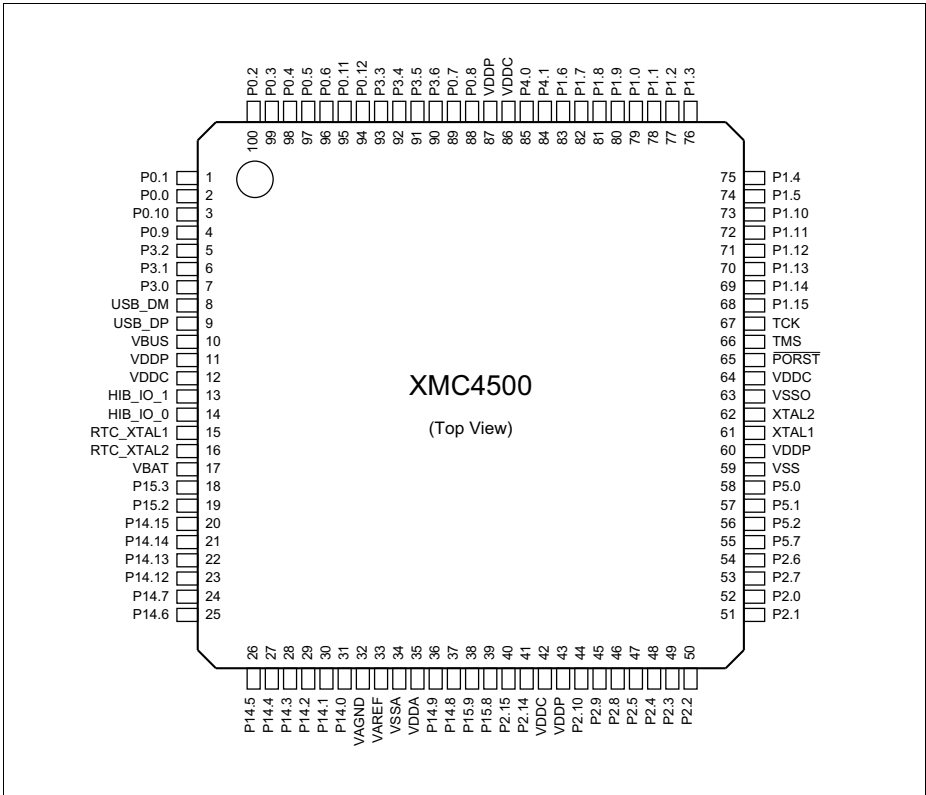 P0.2 P0.3 P0.4 P0.5 P0.6 P0.11 P0.12 P3.3 P3.4 P3.5 P3.6 P0.7 P0.8 VDDP VDDC P4.0 P4.1 P1.6 P1.7 P1.8 P1.9 P1.0 P1.1 P1.2 P1.3
100 99 98 97 96 95 94 93 92 91 90 89 88 87 86 85 84 83 82 81 80 79 78 77 76
P0.1 1 75 P1.4
P0.0 2 74 P1.5
P0.10 3 73 P1.10
P0.9 4 72 P1.11
P3.2 5 71 P1.12
P3.1 6 70 P1.13
P3.0 7 69 P1.14
USB_DM 8 68 P1.15
USB_DP 9 67 TCK
VBUS 10 66 TMS
VDDP 11 65 PORST
VDDC 12 64 VDDC
HIB_IO_1 13 63 VSSO
HIB_IO_0 14 62 XTAL2
RTC_XTAL1 15 61 XTAL1
RTC_XTAL2 16 60 VDDP
VBAT 17 59 VSS
P15.3 18 58 P5.0
P15.2 19 57 P5.1
P14.15 20 56 P5.2
P14.14 21 55 P5.7
P14.13 22 54 P2.6
P14.12 23 53 P2.7
P14.7 24 52 P2.0
P14.6 25 51 P2.1
XMC4500
(Top View)
26 27 28 29 30 31 32 33 34 35 36 37 38 39 40 41 42 43 44 45 46 47 48 49 50
P14.5 P14.4 P14.3 P14.2 P14.1 P14.0 VAGND VAREF VSSA VDDA P14.9 P14.8 P15.9 P15.8 P2.15 P2.14 VDDC VDDP P2.10 P2.9 P2.8 P2.5 P2.4 P2.3 P2.2